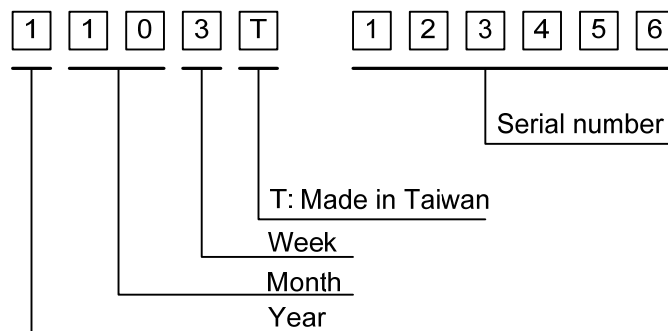 1 1 0 3 T 1 2 3 4 5 6
Serial number
T: Made in Taiwan
Week
Month
Year